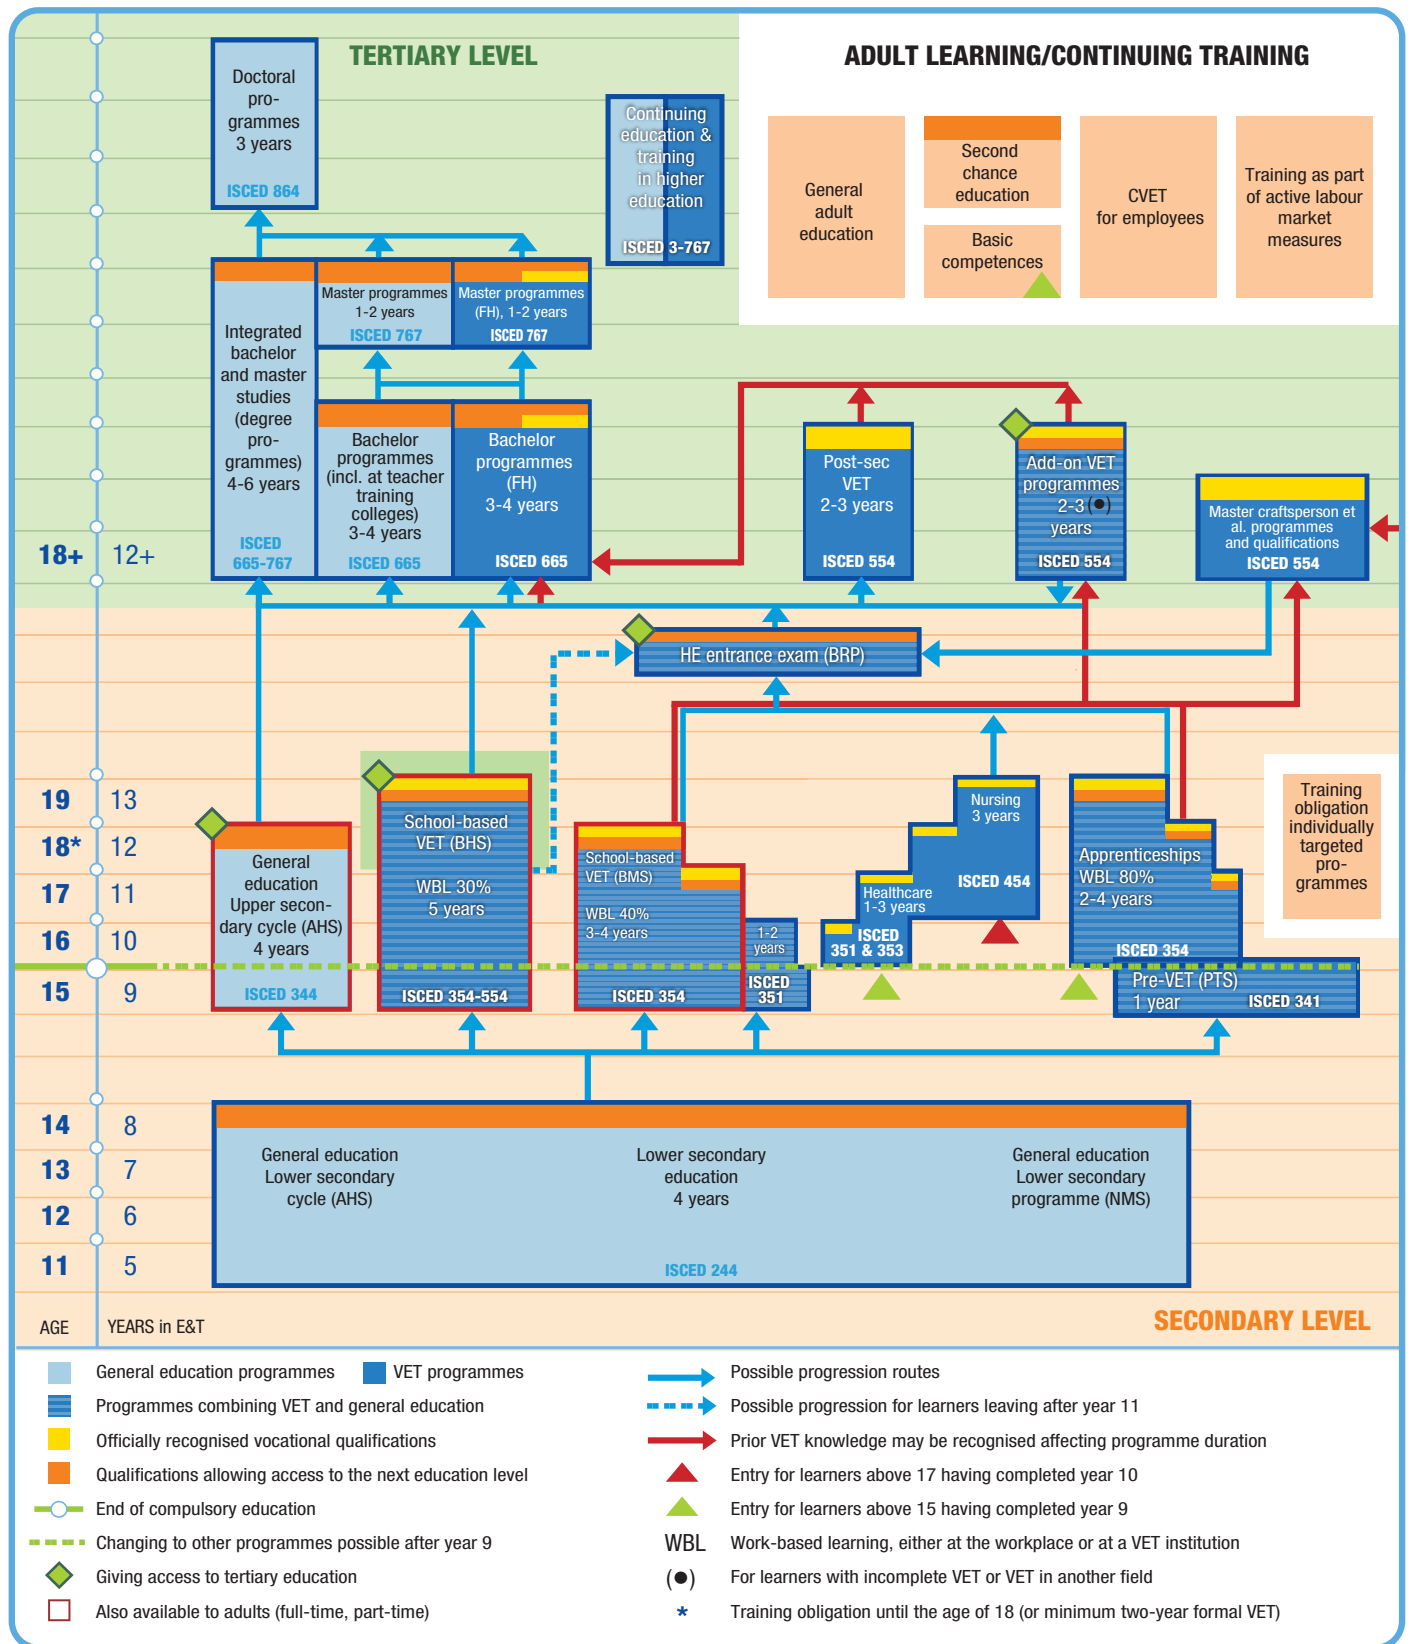 TERTIARY LEVEL
ADULT LEARNING/CONTINUING TRAINING
Doctoral
pro-
grammes
3 years
ISCED 864
Continuing
education &
training
in higher
education
ISCED 3-767
General
adult
education
Second
chance
education
Basic
competences
CVET
for employees
Training as part
of active labour
market
measures
Integrated
bachelor
and master
studies
(degree
pro-
grammes)
4-6 years
ISCED
665-767
Master programmes
1-2 years
ISCED 767
Master programmes
(FH), 1-2 years
ISCED 767
Bachelor
programmes
(incl. at teacher
training
colleges)
3-4 years
ISCED 665
Bachelor
programmes
(FH)
3-4 years
ISCED 665
Post-sec
VET
2-3 years
ISCED 554
Add-on VET
programmes
2-3 (●)
years
ISCED 554
Master craftsperson et
al. programmes
and qualifications
ISCED 554
18+ 12+
HE entrance exam (BRP)
19 13
18* 12
17 11
16 10
15 9
General
education
Upper secon-
dary cycle (AHS)
4 years
ISCED 344
School-based
VET (BHS)
WBL 30%
5 years
ISCED 354-554
School-based
VET (BMS)
WBL 40%
3-4 years
ISCED 354
1-2
years
ISCED
351
Healthcare
1-3 years
ISCED
351 & 353
Nursing
3 years
ISCED 454
Apprenticeships
WBL 80%
2-4 years
ISCED 354
Pre-VET (PTS)
1 year
ISCED 341
Training
obligation
individually
targeted
pro-
grammes
14 8
13 7
12 6
11 5
General education
Lower secondary
cycle (AHS)
Lower secondary
education
4 years
General education
Lower secondary
programme (NMS)
ISCED 244
AGE
YEARS in E&T
SECONDARY LEVEL
General education programmes
VET programmes
Programmes combining VET and general education
Officially recognised vocational qualifications
Qualifications allowing access to the next education level
End of compulsory education
Changing to other programmes possible after year 9
Giving access to tertiary education
Also available to adults (full-time, part-time)
Possible progression routes
Possible progression for learners leaving after year 11
Prior VET knowledge may be recognised affecting programme duration
Entry for learners above 17 having completed year 10
Entry for learners above 15 having completed year 9
WBL Work-based learning, either at the workplace or at a VET institution
(●) For learners with incomplete VET or VET in another field
* Training obligation until the age of 18 (or minimum two-year formal VET)